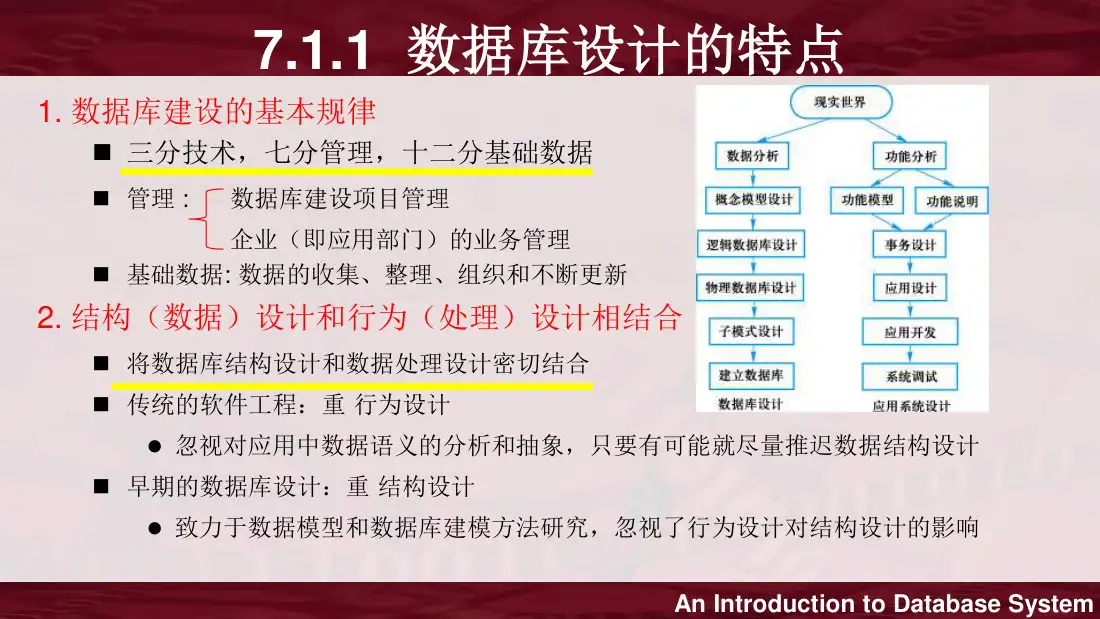 7.1.1 数据库设计的特点
1. 数据库建设的基本规律
三分技术，七分管理，十二分基础数据
管理： 数据库建设项目管理
企业（即应用部门）的业务管理
基础数据: 数据的收集、整理、组织和不断更新
2. 结构（数据）设计和行为（处理）设计相结合
将数据库结构设计和数据处理设计密切结合
传统的软件工程：重 行为设计
忽视对应用中数据语义的分析和抽象，只要有可能就尽量推迟数据结构设计
早期的数据库设计：重 结构设计
致力于数据模型和数据库建模方法研究，忽视了行为设计对结构设计的影响
现实世界
数据分析 功能分析
概念模型设计 功能模型 功能说明
逻辑数据库设计 事务设计
物理数据库设计 应用设计
子模式设计 应用开发
建立数据库 系统调试
数据库设计 应用系统设计
An Introduction to Database System